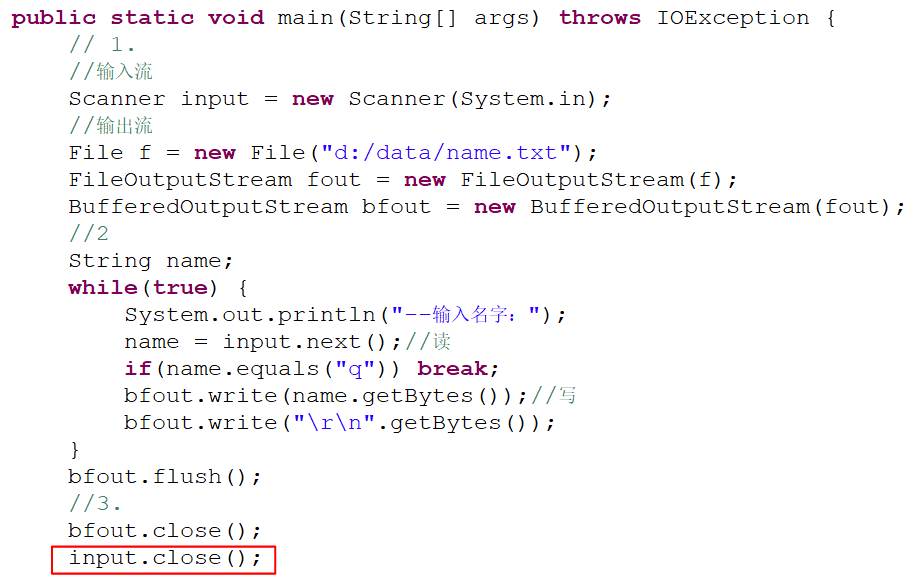 public static void main(String[] args) throws IOException {
// 1.
//输入流
Scanner input = new Scanner(System.in);
//输出流
File f = new File("d:/data/name.txt");
FileOutputStream fout = new FileOutputStream(f);
BufferedOutputStream bfout = new BufferedOutputStream(fout);
//2
String name;
while(true) {
System.out.println("--输入名字：");
name = input.next();//读
if(name.equals("q")) break;
bfout.write(name.getBytes());//写
bfout.write("\r\n".getBytes());
}
bfout.flush();
//3.
bfout.close();
input.close();